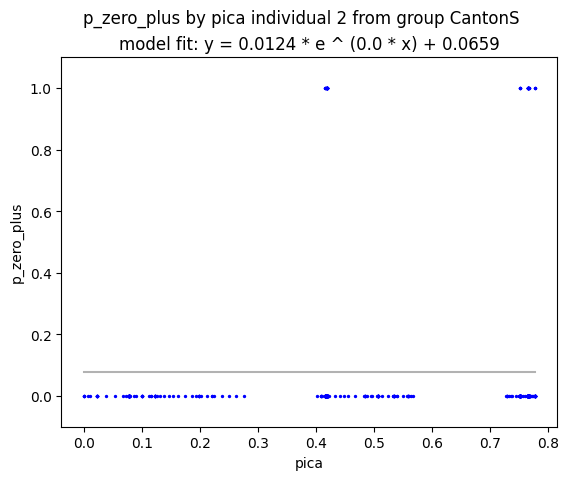 p_zero_plus by pica individual 2 from group CantonS
model fit: y = 0.0124 * e ^ (0.0 * x) + 0.0659
1.0
0.8
0.6
0.4
0.2
0.0
p_zero_plus
0.0 0.1 0.2 0.3 0.4 0.5 0.6 0.7 0.8
pica